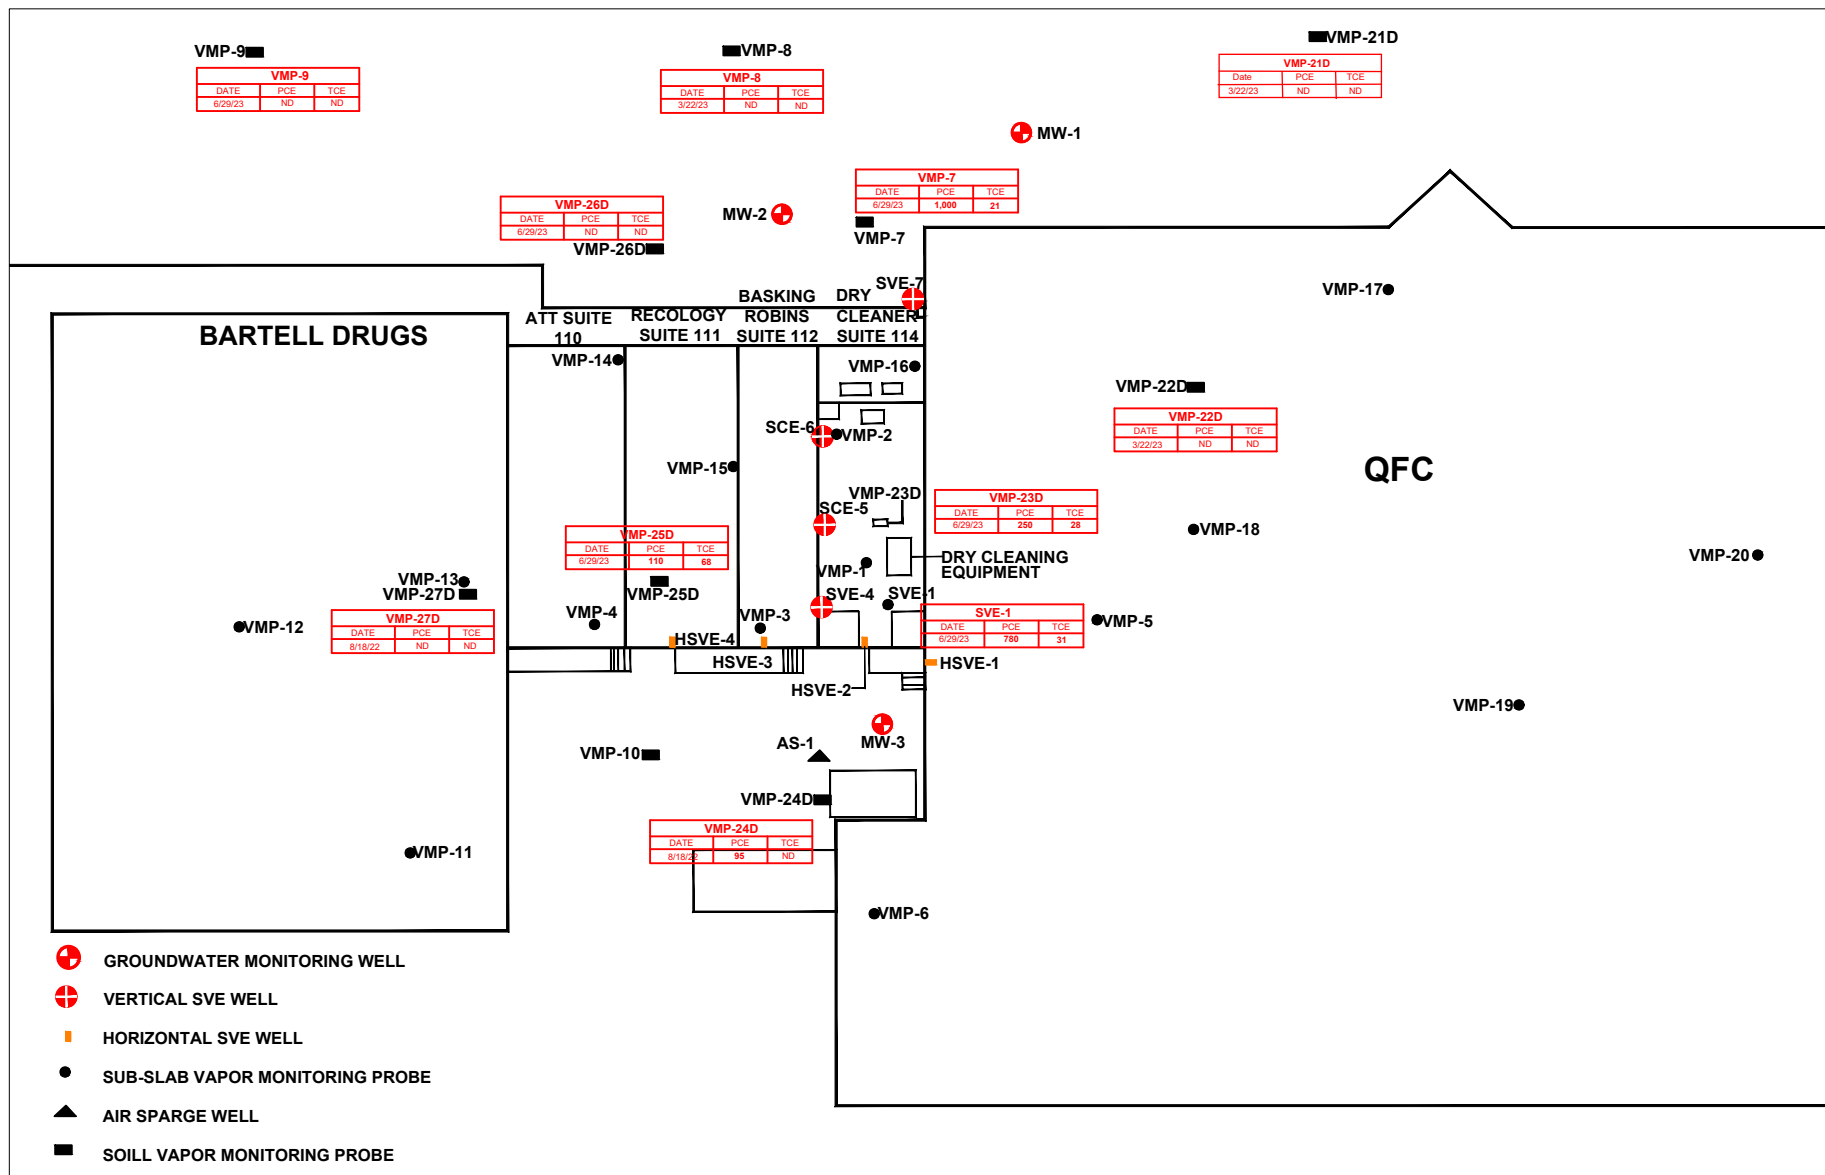 VMP-9
VMP-9
DATE PCE TCE
6/29/23 ND ND
VMP-8
VMP-8
DATE PCE TCE
3/22/23 ND ND
VMP-21D
VMP-21D
Date PCE TCE
3/22/23 ND ND
MW-1
VMP-7
DATE PCE TCE
6/29/23 1,000 21
VMP-7
MW-2
VMP-26D
DATE PCE TCE
6/29/23 ND ND
VMP-26D
SVE-7
BARTELL DRUGS
ATT SUITE
110
RECOLOGY
SUITE 111
BASKING
ROBINS
SUITE 112
DRY
CLEANER
SUITE 114
VMP-17
VMP-14
VMP-16
VMP-22D
VMP-22D
DATE PCE TCE
3/22/23 ND ND
QFC
SCE-6
VMP-2
VMP-15
VMP-23D
SCE-5
VMP-23D
DATE PCE TCE
6/29/23 250 28
VMP-18
VMP-20
VMP-25D
DATE PCE TCE
6/29/23 110 68
VMP-25D
VMP-1
DRY CLEANING
EQUIPMENT
VMP-13
VMP-27D
VMP-27D
DATE PCE TCE
8/18/22 ND ND
VMP-12
VMP-4
VMP-3
SVE-4
SVE-1
SVE-1
DATE PCE TCE
6/29/23 780 31
VMP-5
HSVE-4
HSVE-3
HSVE-2
HSVE-1
VMP-19
MW-3
AS-1
VMP-10
VMP-24D
VMP-24D
DATE PCE TCE
8/18/22 95 ND
VMP-11
VMP-6
GROUNDWATER MONITORING WELL
VERTICAL SVE WELL
HORIZONTAL SVE WELL
SUB-SLAB VAPOR MONITORING PROBE
AIR SPARGE WELL
SOILL VAPOR MONITORING PROBE